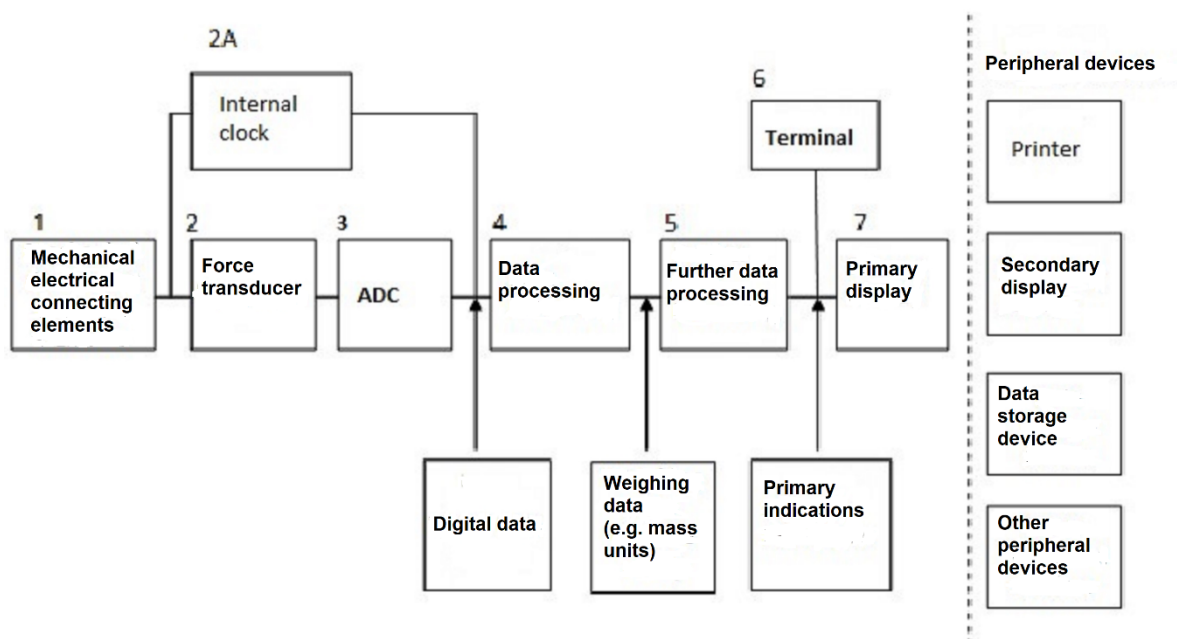 2A
Internal
clock
6
Terminal
1
Mechanical
electrical
connecting
elements
2
Force
transducer
3
ADC
4
Data
processing
5
Further data
processing
7
Primary
display
Digital data
Weighing
data
(e.g. mass
units)
Primary
indications
Peripheral devices
Printer
Secondary
display
Data
storage
device
Other
peripheral
devices